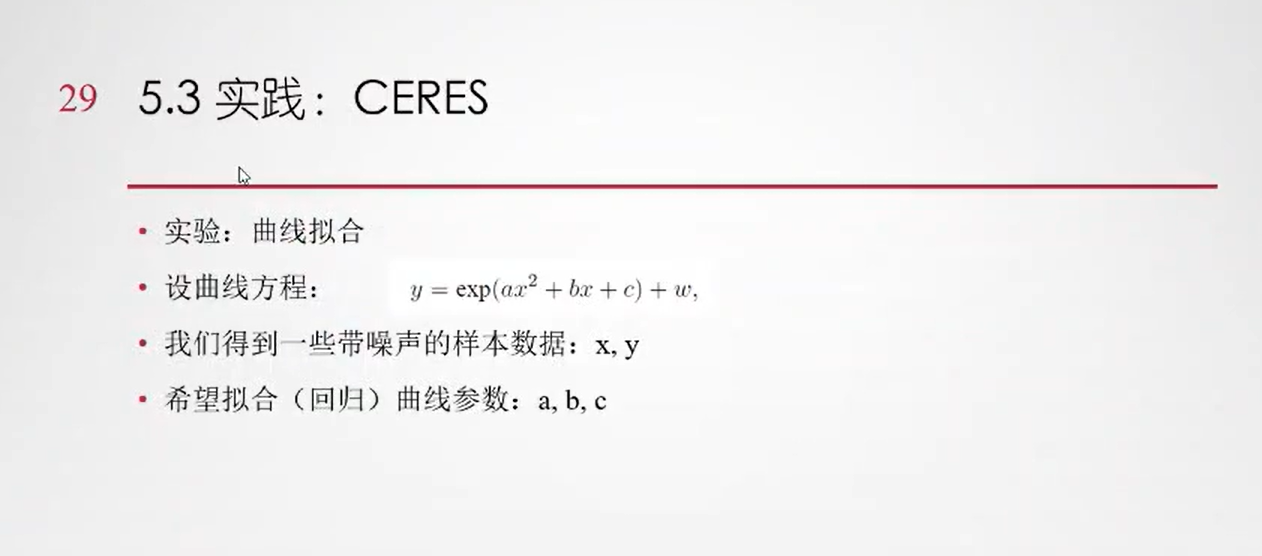 29 5.3 实践：CERES
• 实验：曲线拟合
• 设曲线方程： y = exp(ax² + bx + c) + w,
• 我们得到一些带噪声的样本数据：x, y
• 希望拟合（回归）曲线参数：a, b, c